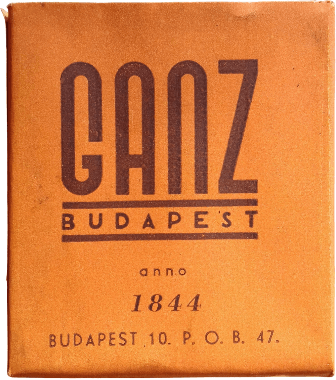 GANZ
BUDAPEST
anno
1844
BUDAPEST 10. P. O. B. 47.